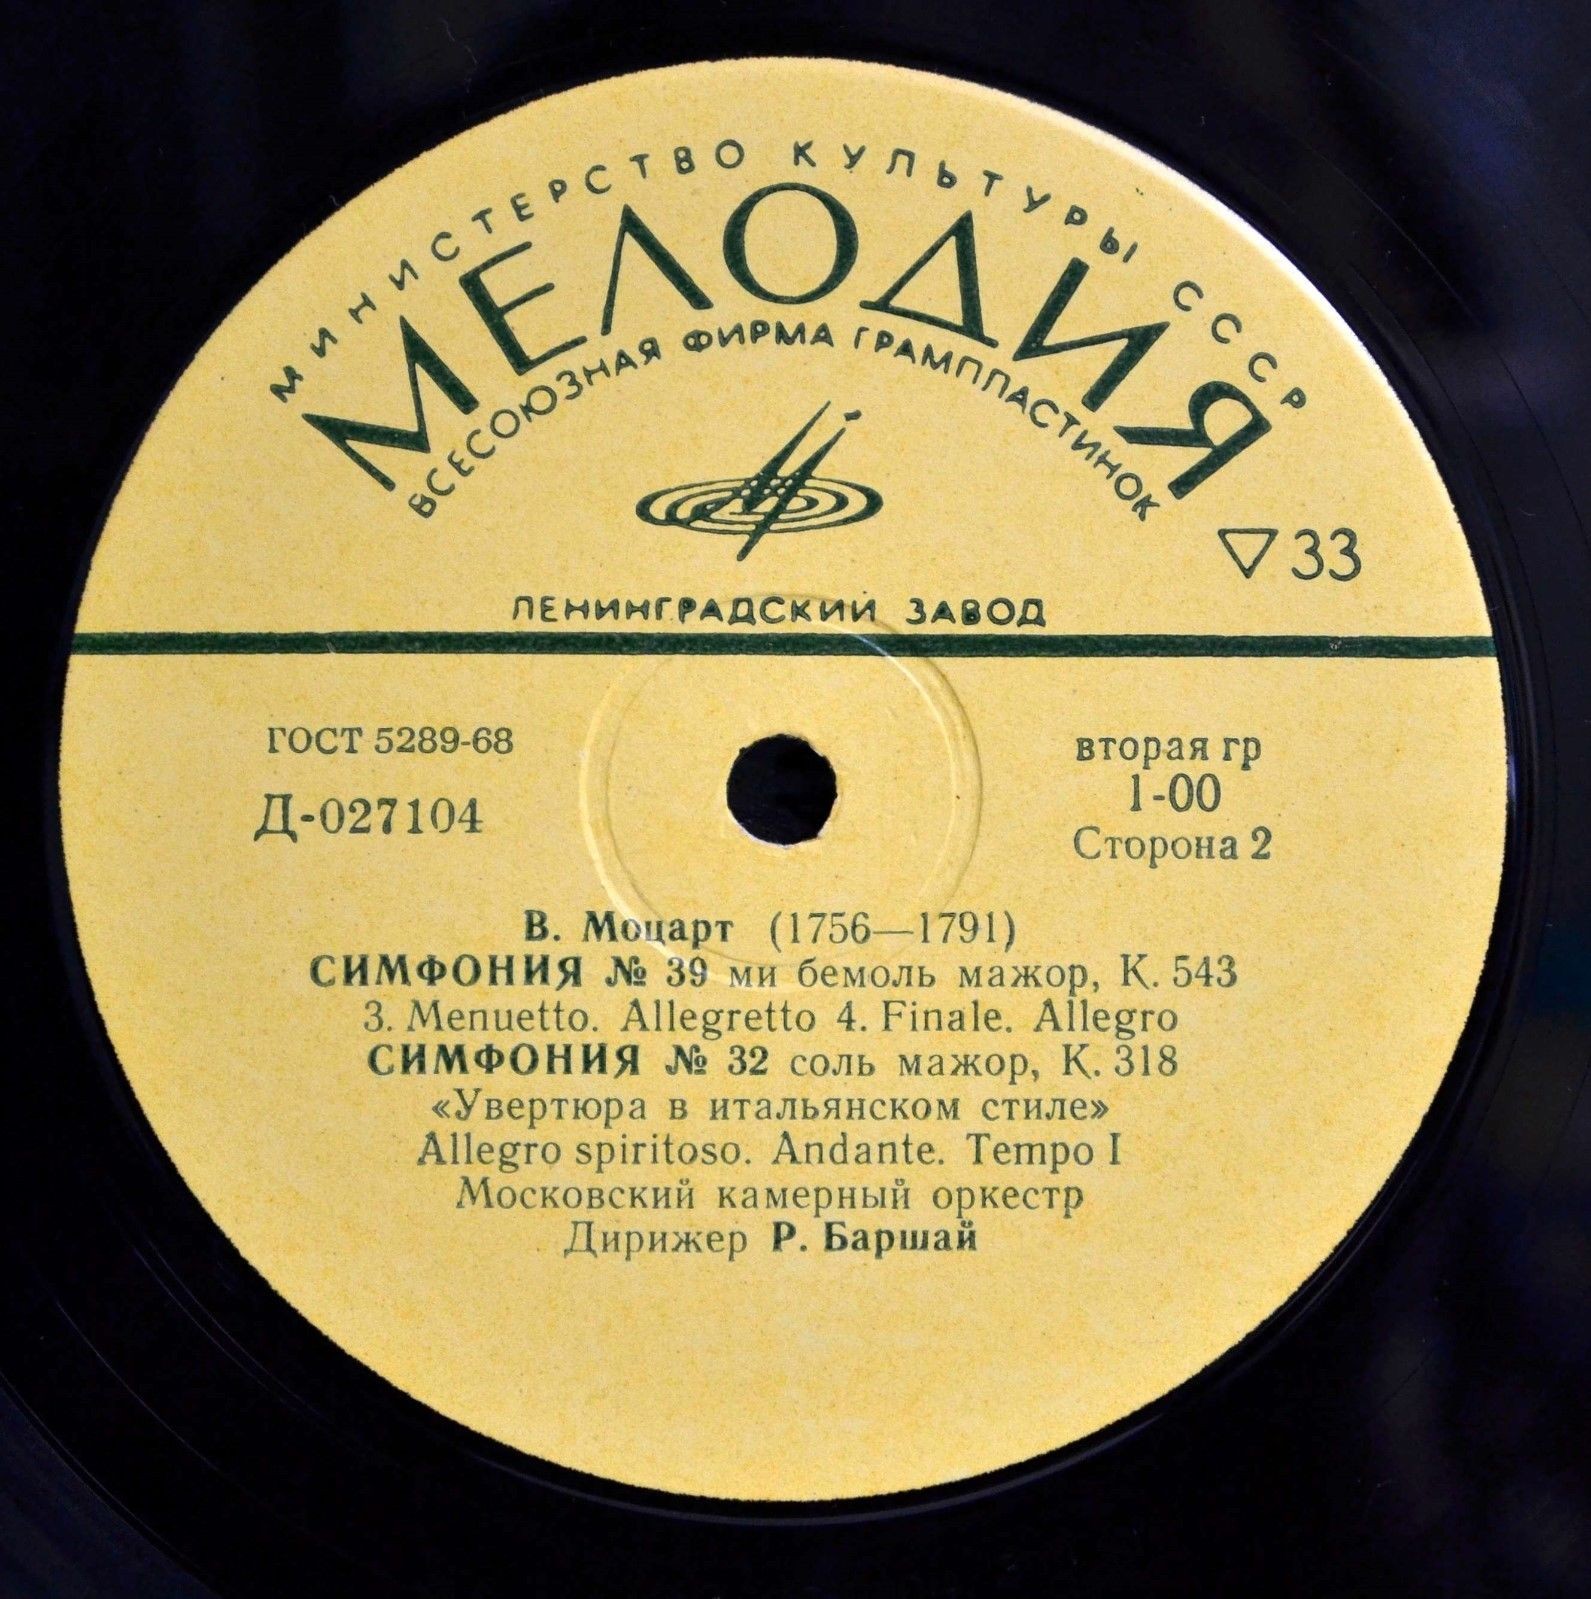 МИНИСТЕРСТВО КУЛЬТУРЫ СССР
МЕЛОДИЯ
ВСЕСОЮЗНАЯ ФИРМА ГРАМПЛАСТИНОК
33
ЛЕНИНГРАДСКИЙ ЗАВОД
ГОСТ 5289-68
Д-027104
вторая гр
1-00
Сторона 2
В. Моцарт (1756—1791)
СИМФОНИЯ № 39 ми бемоль мажор, К. 543
3. Menuetto. Allegretto 4. Finale. Allegro
СИМФОНИЯ № 32 соль мажор, К. 318
«Увертюра в итальянском стиле»
Allegro spiritoso. Andante. Tempo I
Московский камерный оркестр
Дирижер Р. Баршай